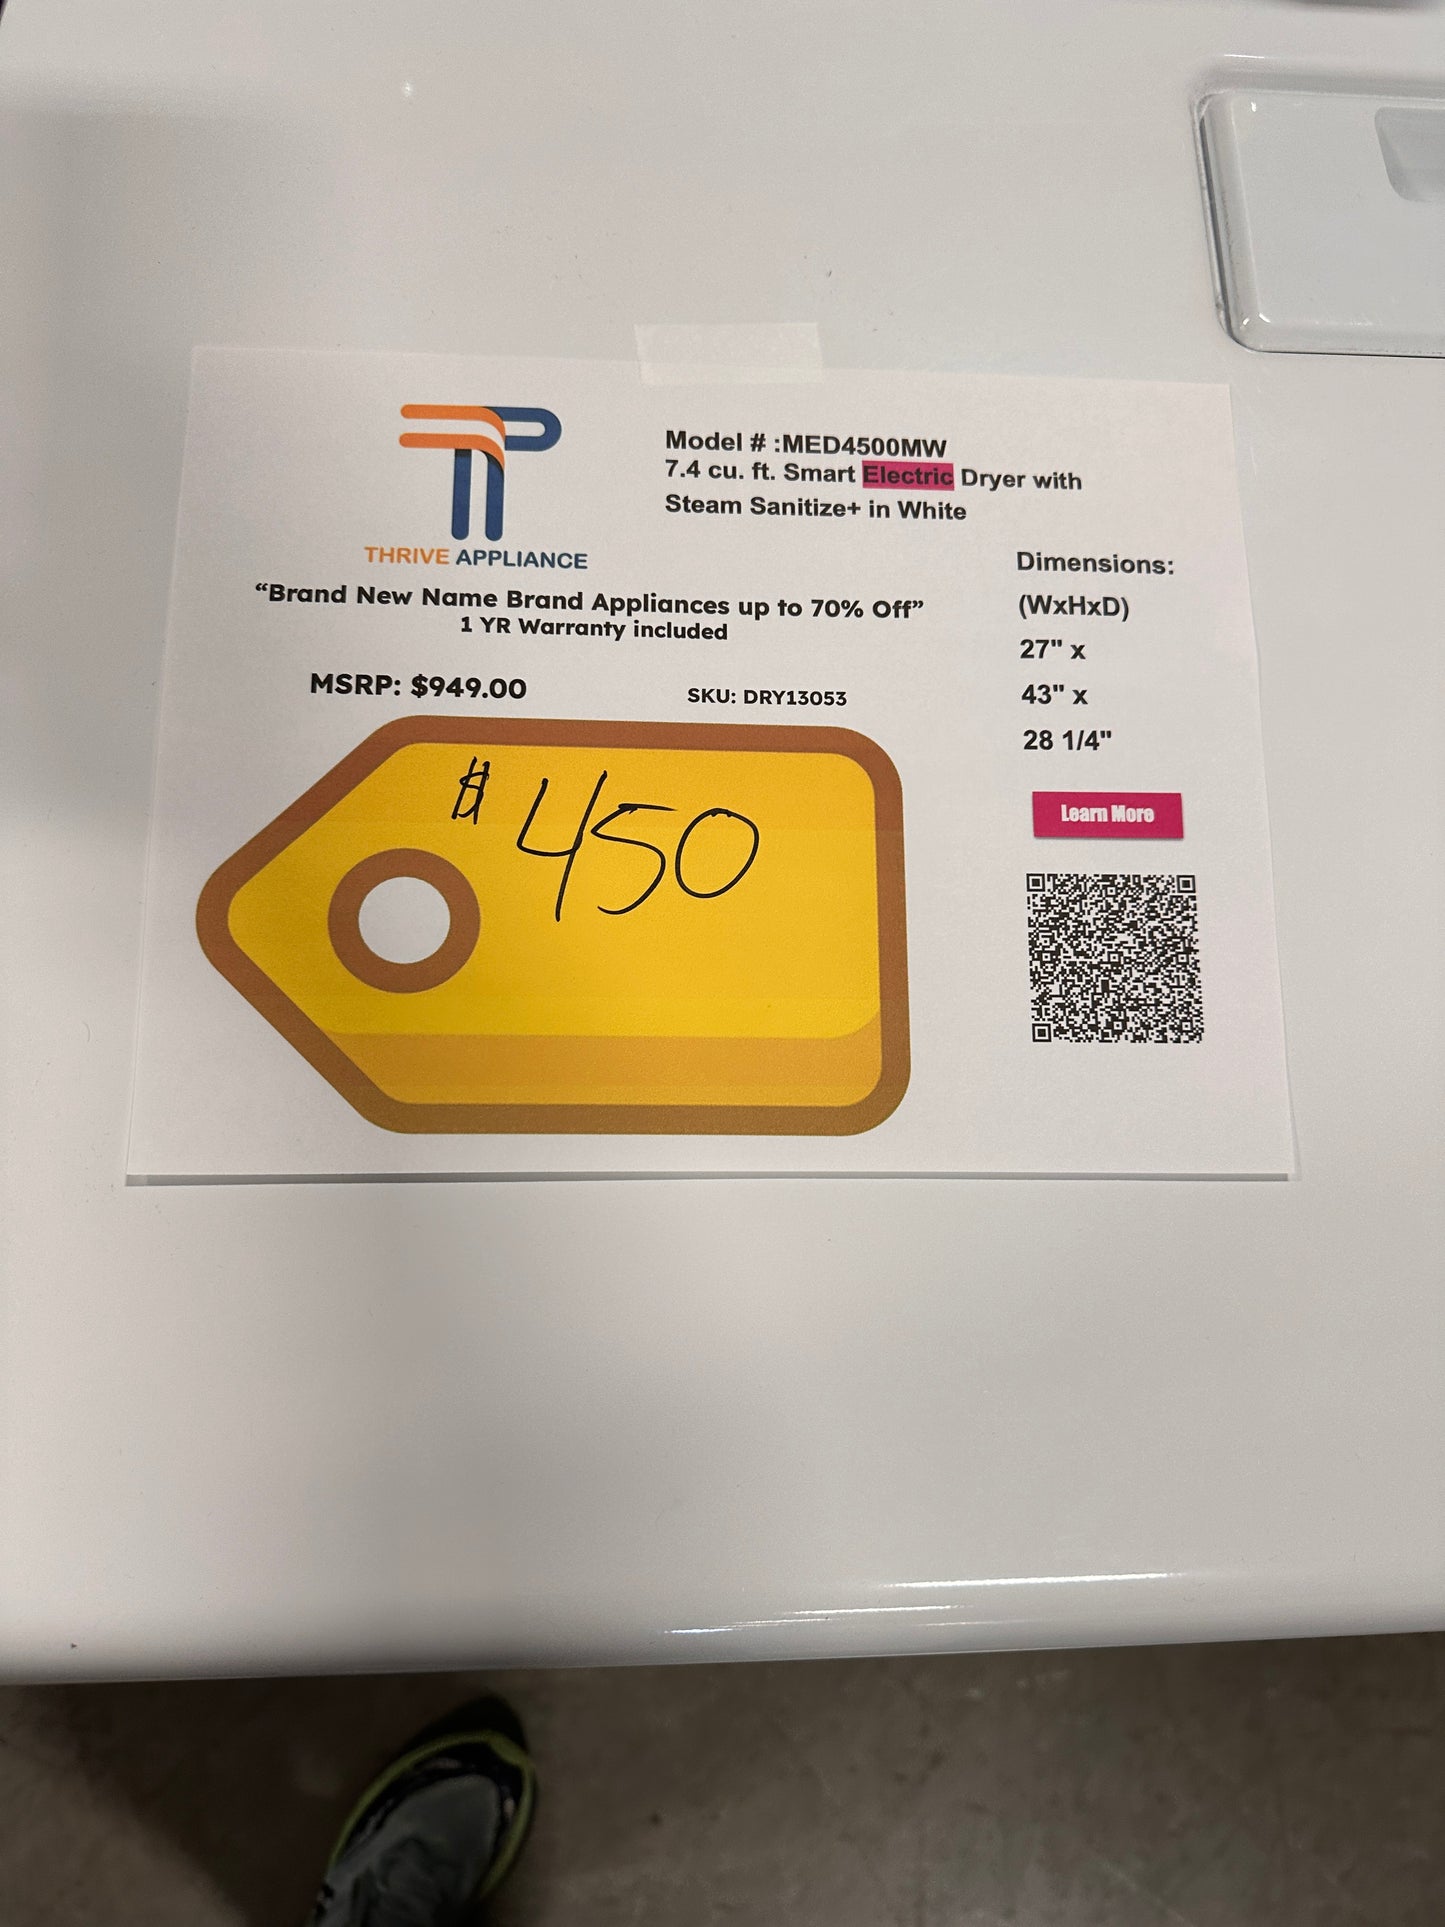 THRIVE APPLIANCE
Model # :MED4500MW
7.4 cu. ft. Smart Electric Dryer with
Steam Sanitize+ in White
“Brand New Name Brand Appliances up to 70% Off”
1 YR Warranty included
MSRP: $949.00
SKU: DRY13053
$450
Dimensions:
(WxHxD)
27" x
43" x
28 1/4"
Learn More